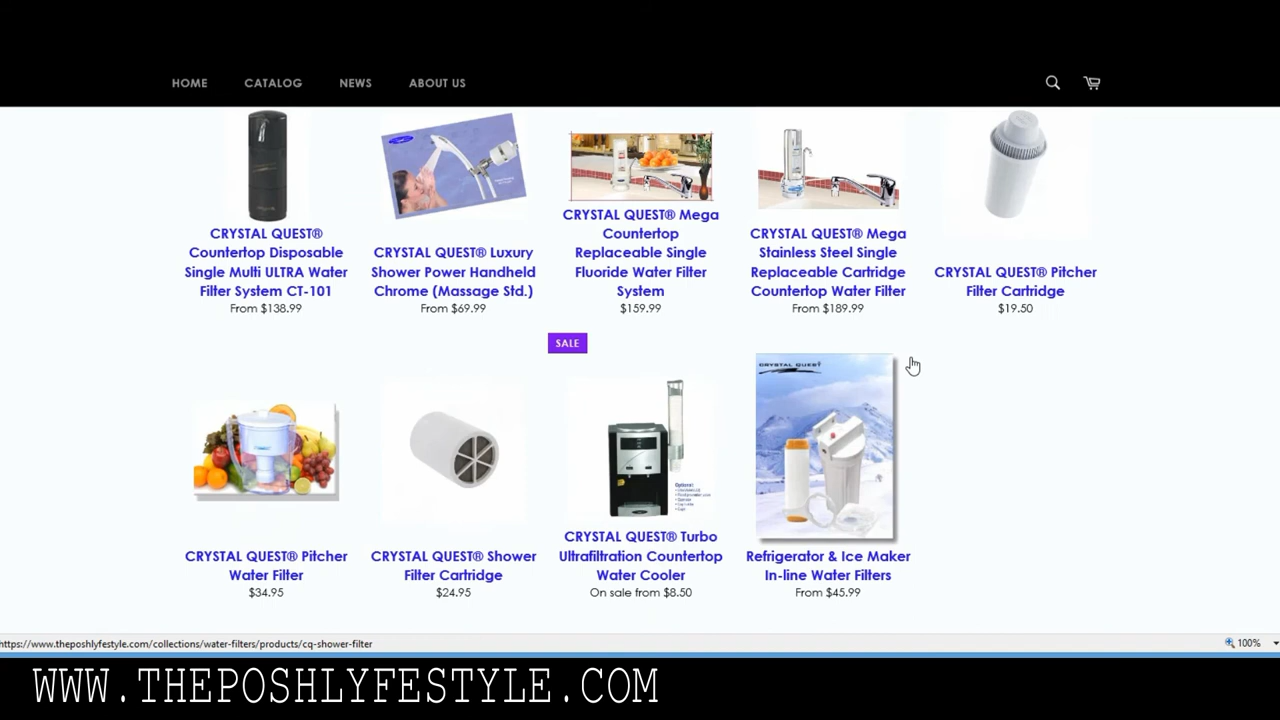 HOME CATALOG NEWS ABOUT US
CRYSTAL QUEST®
Countertop Disposable
Single Multi ULTRA Water
Filter System CT-101
From $138.99
CRYSTAL QUEST® Luxury
Shower Power Handheld
Chrome (Massage Std.)
From $69.99
CRYSTAL QUEST® Mega
Countertop
Replaceable Single
Fluoride Water Filter
System
$159.99
CRYSTAL QUEST® Mega
Stainless Steel Single
Replaceable Cartridge
Countertop Water Filter
From $189.99
CRYSTAL QUEST® Pitcher
Filter Cartridge
$19.50
CRYSTAL QUEST® Pitcher
Water Filter
$34.95
CRYSTAL QUEST® Shower
Filter Cartridge
$24.95
SALE
Optional:
CRYSTAL QUEST® Turbo
Ultrafiltration Countertop
Water Cooler
On sale from $8.50
CRYSTAL QUEST®
Refrigerator & Ice Maker
In-line Water Filters
From $45.99
https://www.theposhlyfestyle.com/collections/water-filters/products/cq-shower-filter
100%
WWW.THEPOSHLYFESTYLE.COM